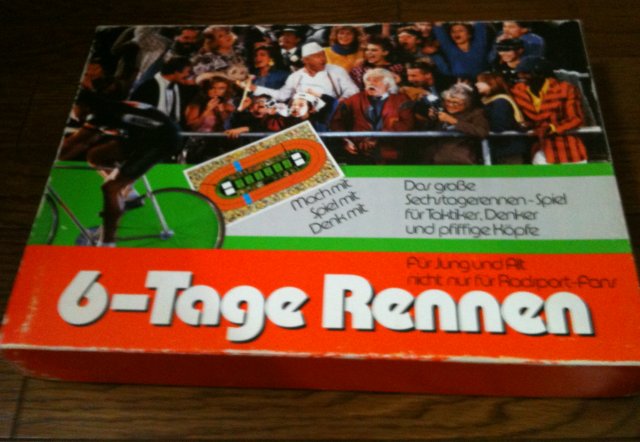 Mach mit
Spiel mit
Denk mit
Das große
Sechstagerennen-Spiel
für Taktiker, Denker
und pfiffige Köpfe
Für Jung und Alt
nicht nur für Radsport-Fans
6-Tage Rennen